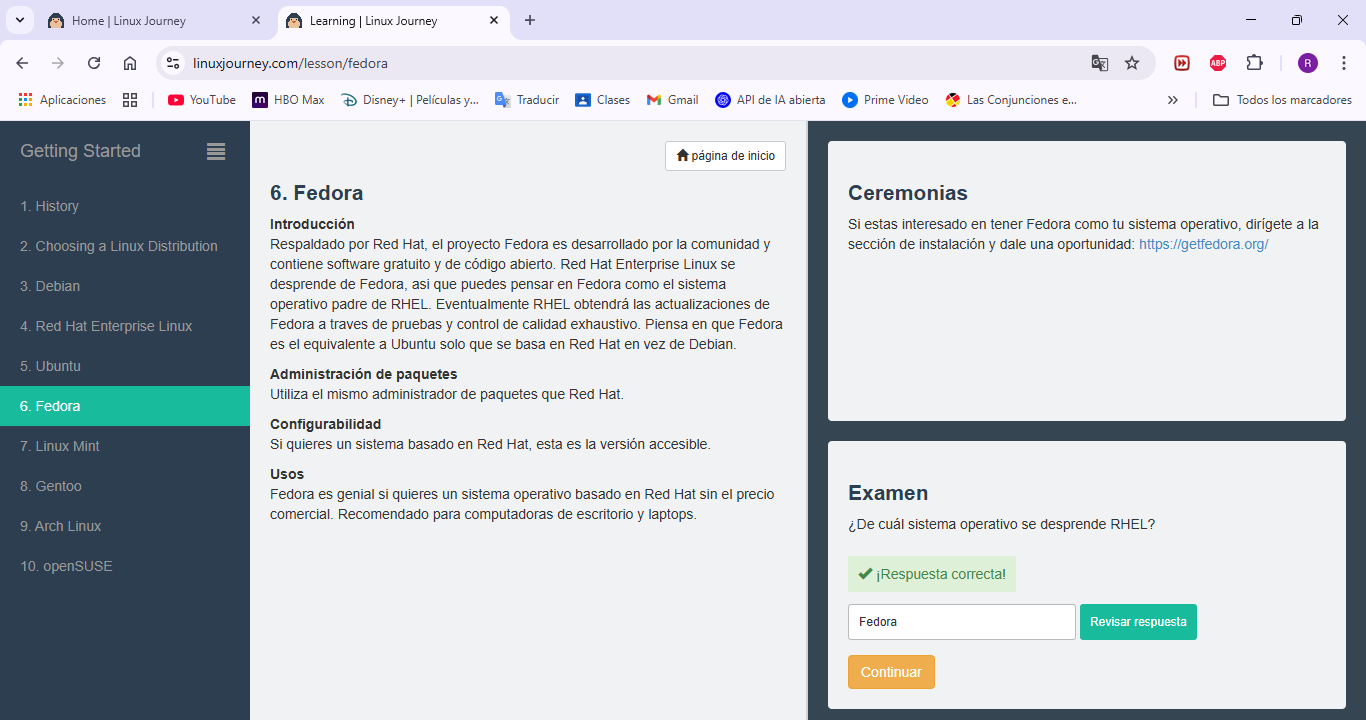 Home | Linux Journey
Learning | Linux Journey
linuxjourney.com/lesson/fedora
Aplicaciones
YouTube
HBO Max
Disney+ | Películas y...
Traducir
Clases
Gmail
API de IA abierta
Prime Video
Las Conjunciones e...
Todos los marcadores
ABP
R
Getting Started
1. History
2. Choosing a Linux Distribution
3. Debian
4. Red Hat Enterprise Linux
5. Ubuntu
6. Fedora
7. Linux Mint
8. Gentoo
9. Arch Linux
10. openSUSE
página de inicio
6. Fedora
Introducción
Respaldado por Red Hat, el proyecto Fedora es desarrollado por la comunidad y
contiene software gratuito y de código abierto. Red Hat Enterprise Linux se
desprende de Fedora, asi que puedes pensar en Fedora como el sistema
operativo padre de RHEL. Eventualmente RHEL obtendrá las actualizaciones de
Fedora a traves de pruebas y control de calidad exhaustivo. Piensa en que Fedora
es el equivalente a Ubuntu solo que se basa en Red Hat en vez de Debian.
Administración de paquetes
Utiliza el mismo administrador de paquetes que Red Hat.
Configurabilidad
Si quieres un sistema basado en Red Hat, esta es la versión accesible.
Usos
Fedora es genial si quieres un sistema operativo basado en Red Hat sin el precio
comercial. Recomendado para computadoras de escritorio y laptops.
Ceremonias
Si estas interesado en tener Fedora como tu sistema operativo, dirígete a la
sección de instalación y dale una oportunidad: https://getfedora.org/
Examen
¿De cuál sistema operativo se desprende RHEL?
¡Respuesta correcta!
Fedora
Revisar respuesta
Continuar